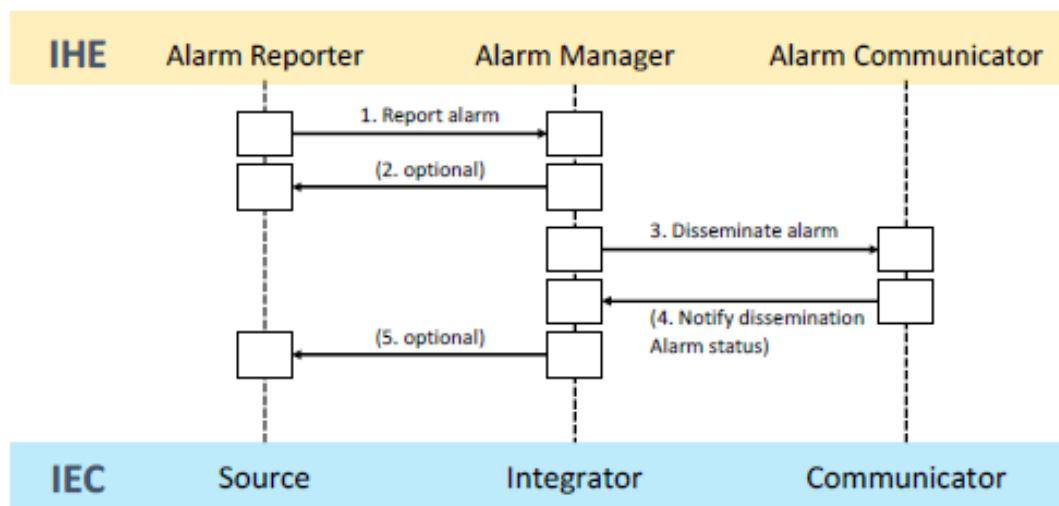 IHE Alarm Reporter Alarm Manager Alarm Communicator
1. Report alarm
(2. optional)
3. Disseminate alarm
(4. Notify dissemination
Alarm status)
(5. optional)
IEC Source Integrator Communicator